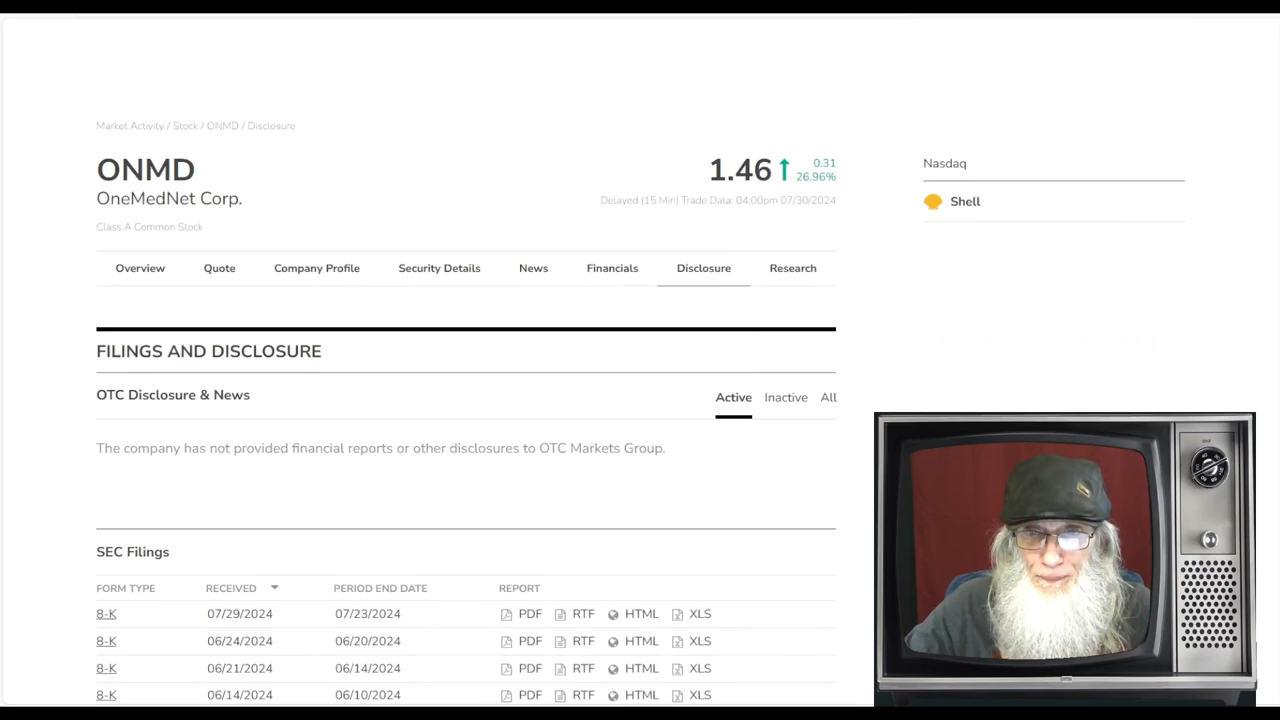 Market Activity / Stock / ONMD / Disclosure
ONMD
OneMedNet Corp.
Class A Common Stock
1.46
0.31
26.96%
Delayed (15 Min) Trade Data: 04:00pm 07/30/2024
Nasdaq
Shell
Overview Quote Company Profile Security Details News Financials Disclosure Research
FILINGS AND DISCLOSURE
OTC Disclosure & News
Active Inactive All
The company has not provided financial reports or other disclosures to OTC Markets Group.
SEC Filings
FORM TYPE RECEIVED PERIOD END DATE REPORT
8-K 07/29/2024 07/23/2024 PDF RTF HTML XLS
8-K 06/24/2024 06/20/2024 PDF RTF HTML XLS
8-K 06/21/2024 06/14/2024 PDF RTF HTML XLS
8-K 06/14/2024 06/10/2024 PDF RTF HTML XLS